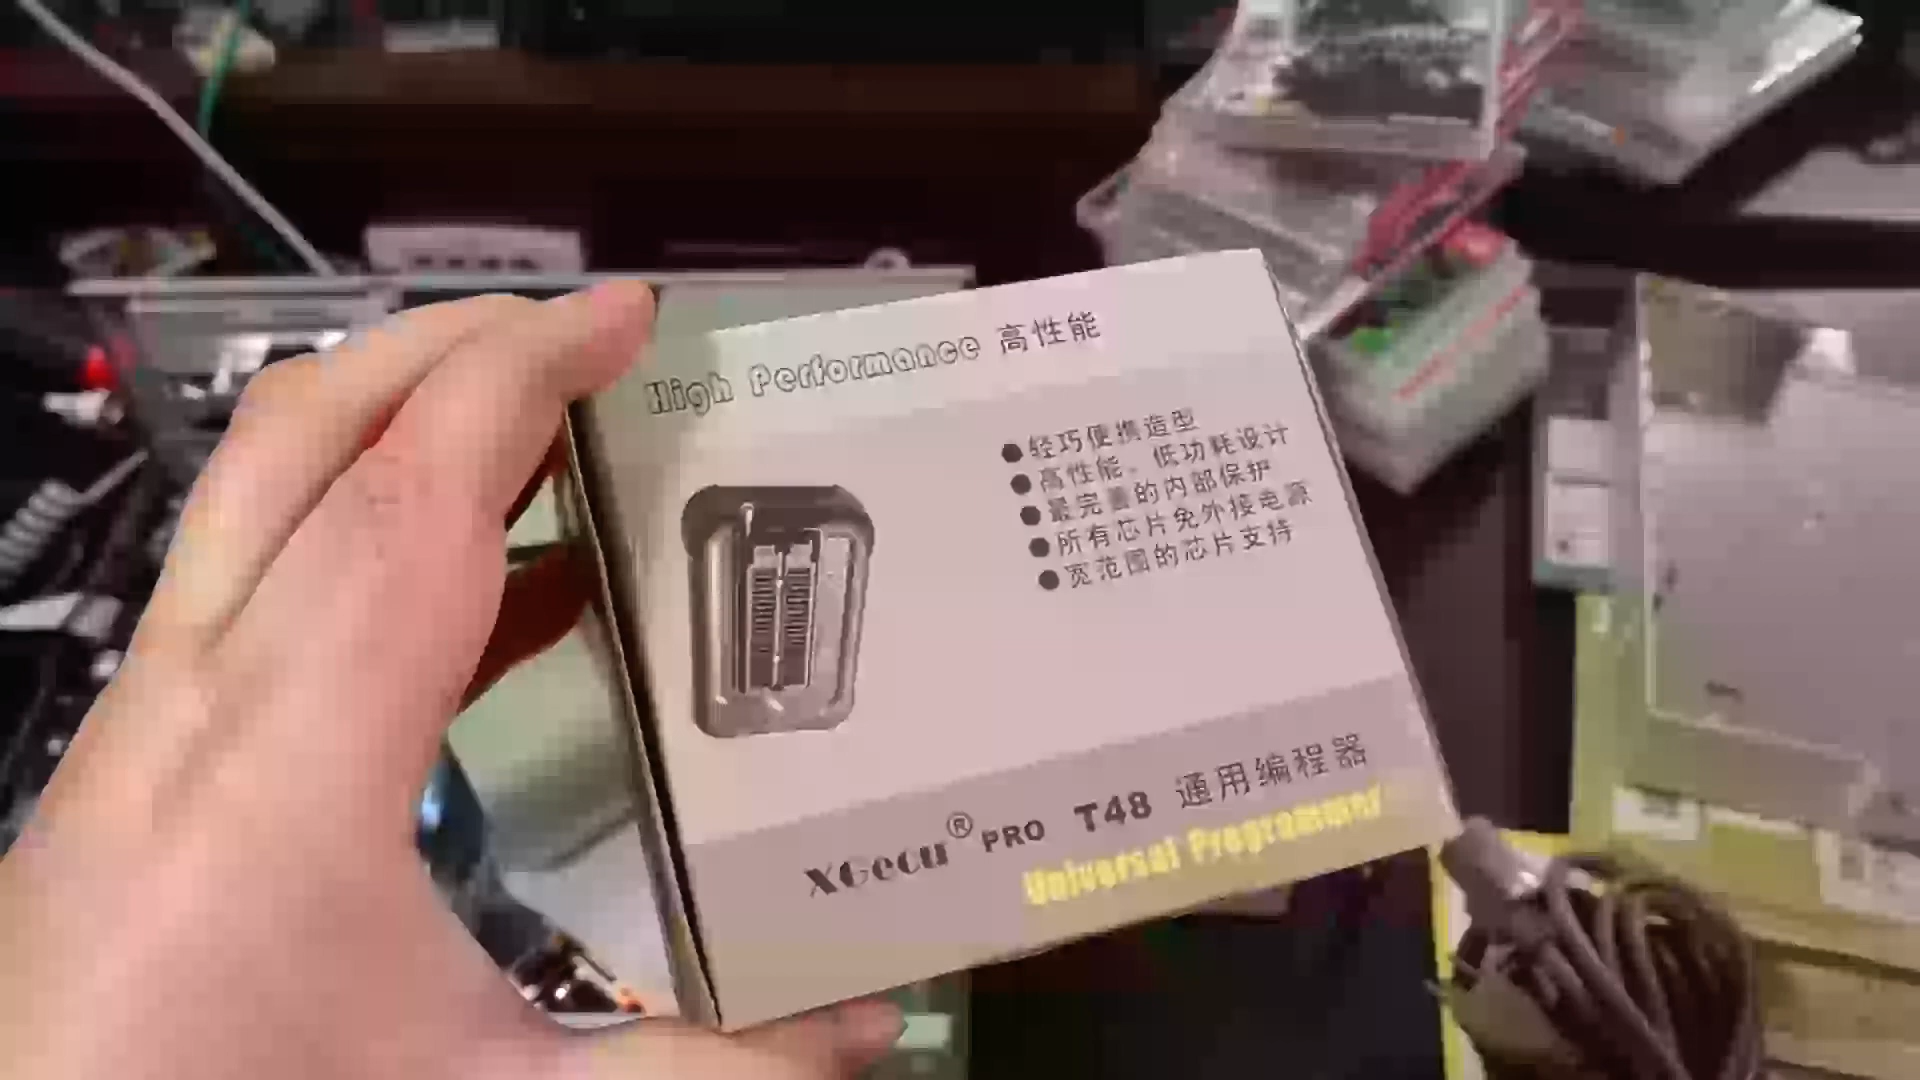 High Performance 高性能
●轻巧便携造型
●高性能、低功耗设计
●最完善的内部保护
●所有芯片免外接电源
●宽范围的芯片支持
XGecu® PRO T48 通用编程器
Universal Programmer